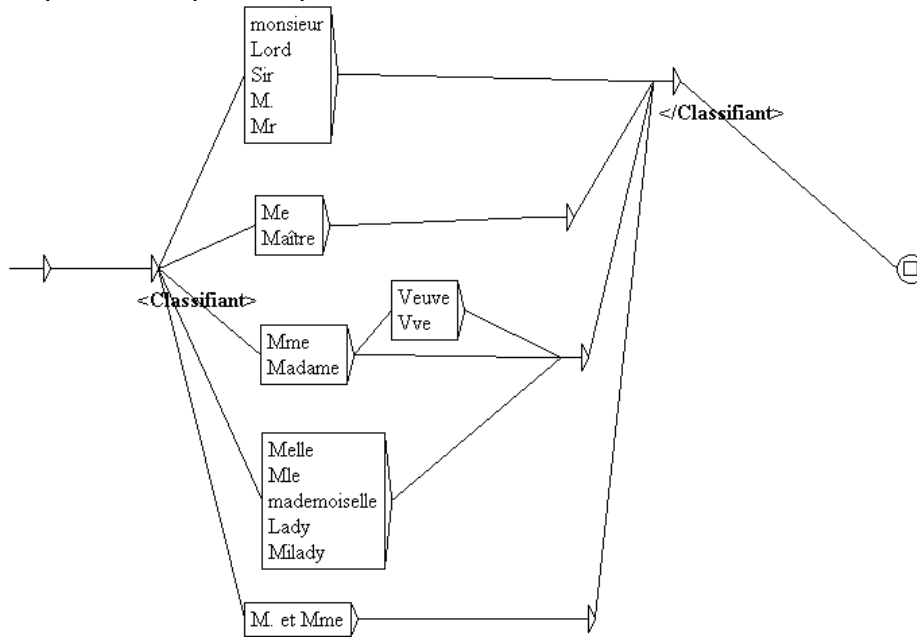 monsieur
Lord
Sir
M.
Mr
</Classifiant>
Me
Maître
<Classifiant>
Veuve
Vve
Mme
Madame
Melle
Mle
mademoiselle
Lady
Milady
M. et Mme